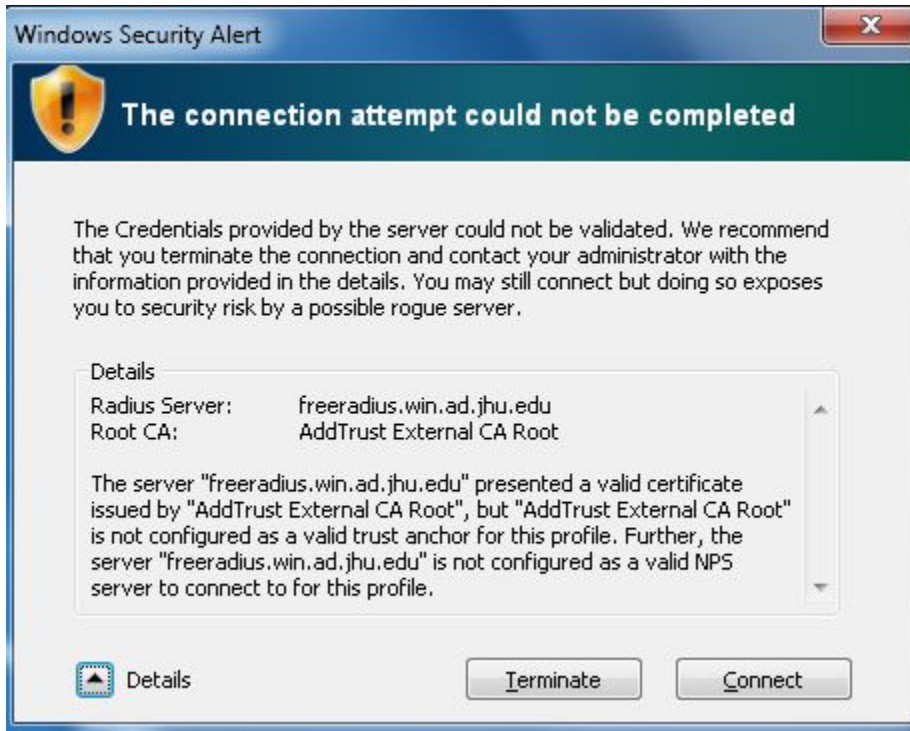 Windows Security Alert
The connection attempt could not be completed
The Credentials provided by the server could not be validated. We recommend
that you terminate the connection and contact your administrator with the
information provided in the details. You may still connect but doing so exposes
you to security risk by a possible rogue server.
Details
Radius Server: freeradius.win.ad.jhu.edu
Root CA: AddTrust External CA Root
The server "freeradius.win.ad.jhu.edu" presented a valid certificate
issued by "AddTrust External CA Root", but "AddTrust External CA Root"
is not configured as a valid trust anchor for this profile. Further, the
server "freeradius.win.ad.jhu.edu" is not configured as a valid NPS
server to connect to for this profile.
Details Terminate Connect